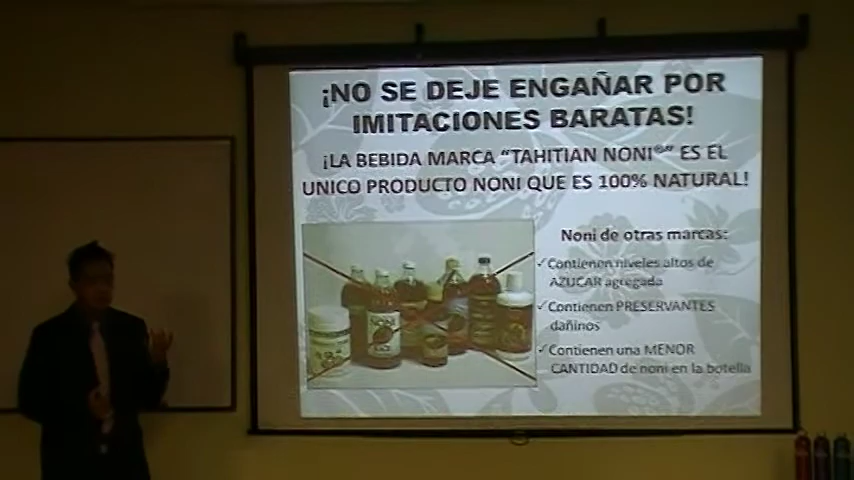 ¡NO SE DEJE ENGAÑAR POR
IMITACIONES BARATAS!
¡LA BEBIDA MARCA “TAHITIAN NONI®” ES EL
UNICO PRODUCTO NONI QUE ES 100% NATURAL!
Noni de otras marcas:
✓Contienen niveles altos de
AZUCAR agregada
✓Contienen PRESERVANTES
dañinos
✓Contienen una MENOR
CANTIDAD de noni en la botella
NONI